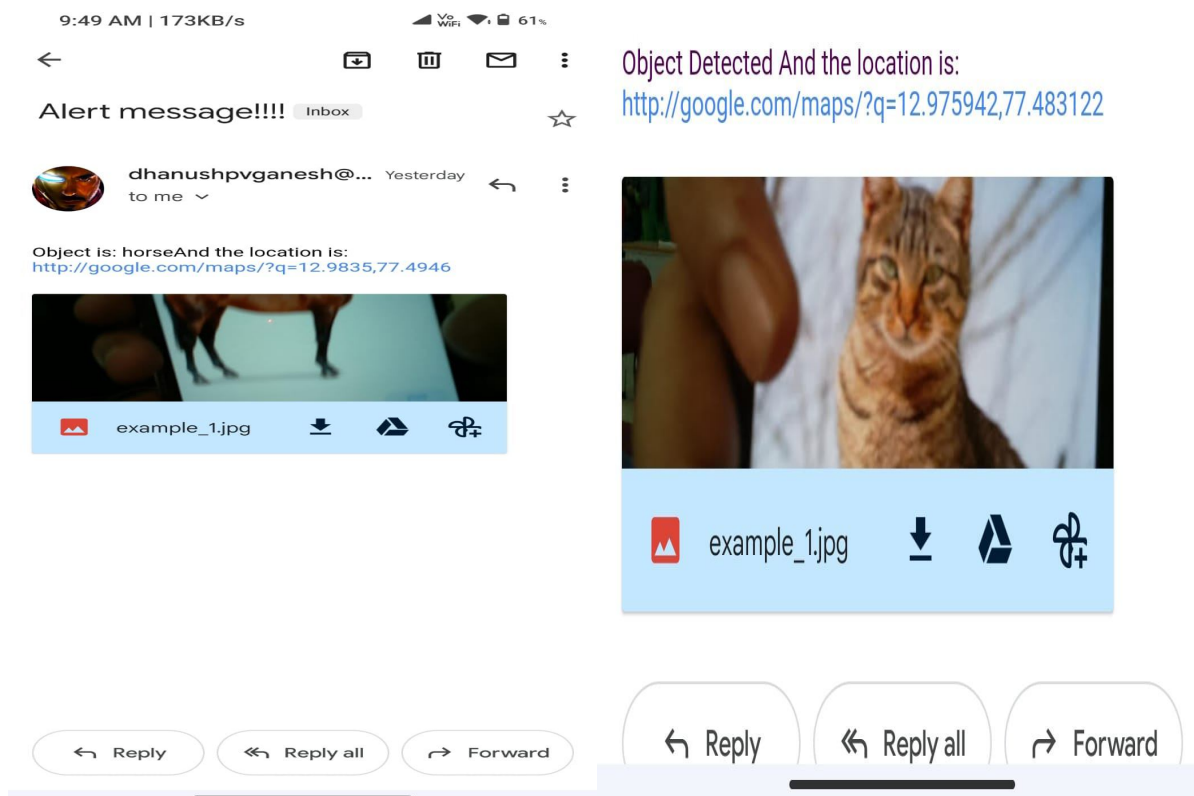 9:49 AM | 173KB/s Vo WiFi 61%
Alert message!!!! Inbox
dhanushpvganesh@... Yesterday
to me
Object is: horseAnd the location is:
http://google.com/maps/?q=12.9835,77.4946
example_1.jpg
Reply Reply all Forward
Object Detected And the location is:
http://google.com/maps/?q=12.975942,77.483122
example_1.jpg
Reply Reply all Forward